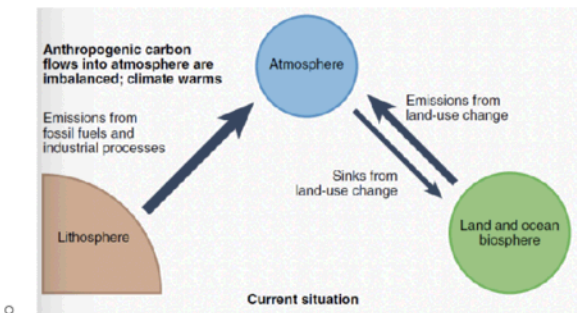 Anthropogenic carbon
flows into atmosphere are
imbalanced; climate warms
Atmosphere
Emissions from
fossil fuels and
industrial processes
Emissions from
land-use change
Sinks from
land-use change
Lithosphere
Land and ocean
biosphere
Current situation